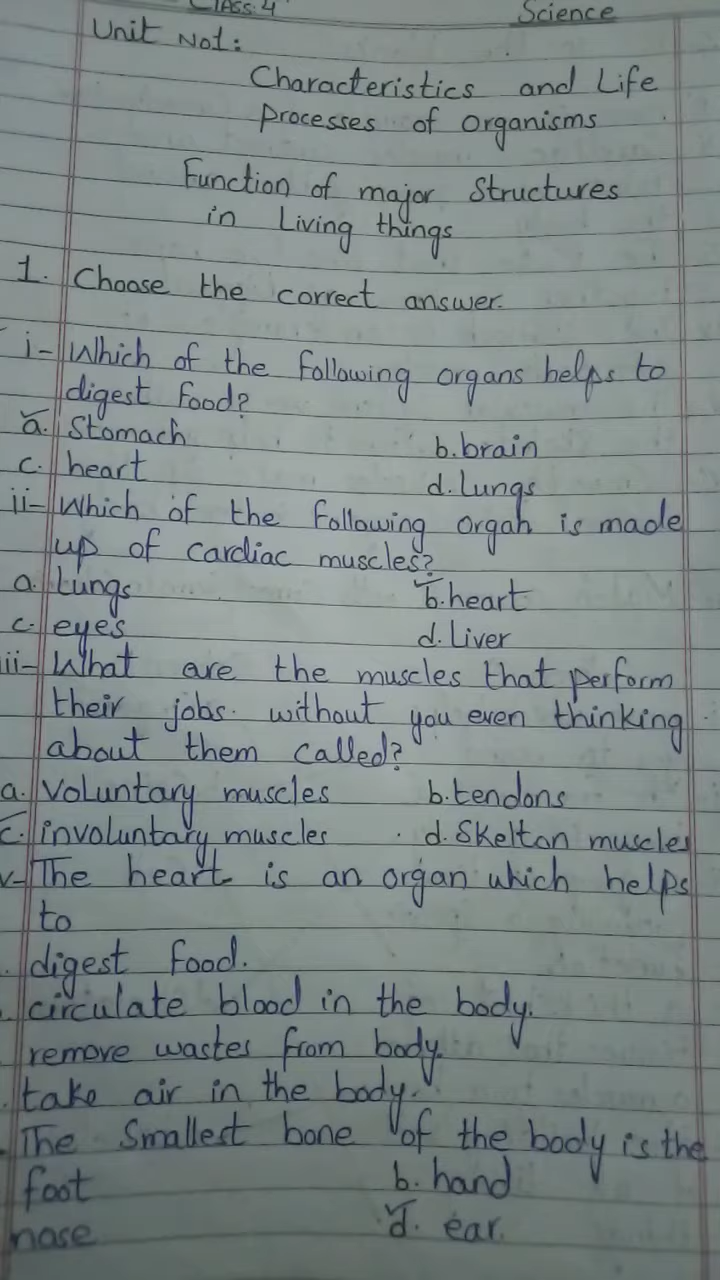 Class: 4 Science
Unit No1:
Characteristics and Life
Processes of Organisms
Function of major Structures
in Living things
1. Choose the correct answer.
i- Which of the following organs helps to
digest food?
a. Stomach b. brain
c. heart d. Lungs
ii- Which of the following organ is made
up of cardiac muscles?
a. Lungs b. heart
c. eyes d. Liver
ii- What are the muscles that perform
their jobs. without you even thinking
about them called?
a. Voluntary muscles b. tendons
c. involuntary muscles d. Skelton muscles
v- The heart is an organ which helps
to
digest food.
circulate blood in the body.
remove wastes from body.
take air in the body.
The Smallest bone of the body is the
foot b. hand
nose d. ear.